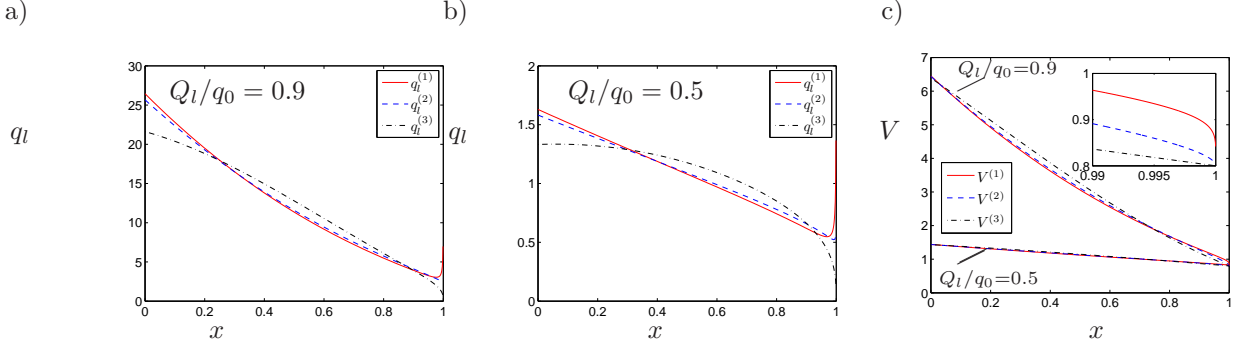 a)
Q_l/q_0 = 0.9
q_l^{(1)}
q_l^{(2)}
q_l^{(3)}
30
25
20
15
10
5
0
q_l
0 0.2 0.4 0.6 0.8 1
x
b)
Q_l/q_0 = 0.5
q_l^{(1)}
q_l^{(2)}
q_l^{(3)}
2
1.5
1
0.5
0
q_l
0 0.2 0.4 0.6 0.8 1
x
c)
Q_l/q_0=0.9
7
6
5
4
3
2
1
0
V
1
0.9
0.8
0.99 0.995 1
V^{(1)}
V^{(2)}
V^{(3)}
Q_l/q_0=0.5
0 0.2 0.4 0.6 0.8 1
x